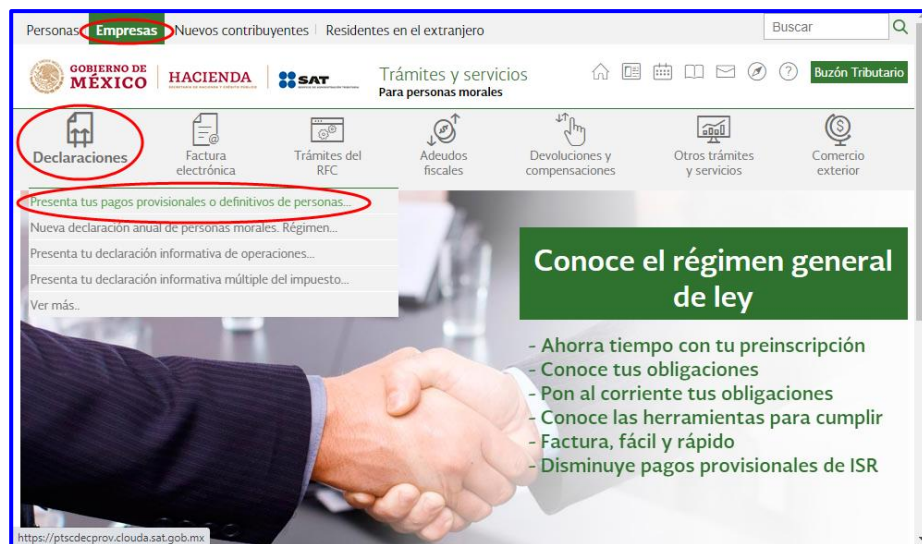 Personas Empresas Nuevos contribuyentes Residentes en el extranjero Buscar
GOBIERNO DE
MÉXICO
HACIENDA
SAT
Trámites y servicios
Para personas morales
Buzón Tributario
Declaraciones
Factura
electrónica
Trámites del
RFC
Adeudos
fiscales
Devoluciones y
compensaciones
Otros trámites
y servicios
Comercio
exterior
Presenta tus pagos provisionales o definitivos de personas...
Nueva declaración anual de personas morales. Régimen...
Presenta tu declaración informativa de operaciones...
Presenta tu declaración informativa múltiple del impuesto...
Ver más..
Conoce el régimen general
de ley
- Ahorra tiempo con tu preinscripción
- Conoce tus obligaciones
- Pon al corriente tus obligaciones
- Conoce las herramientas para cumplir
- Factura, fácil y rápido
- Disminuye pagos provisionales de ISR
https://ptscdecprov.clouda.sat.gob.mx